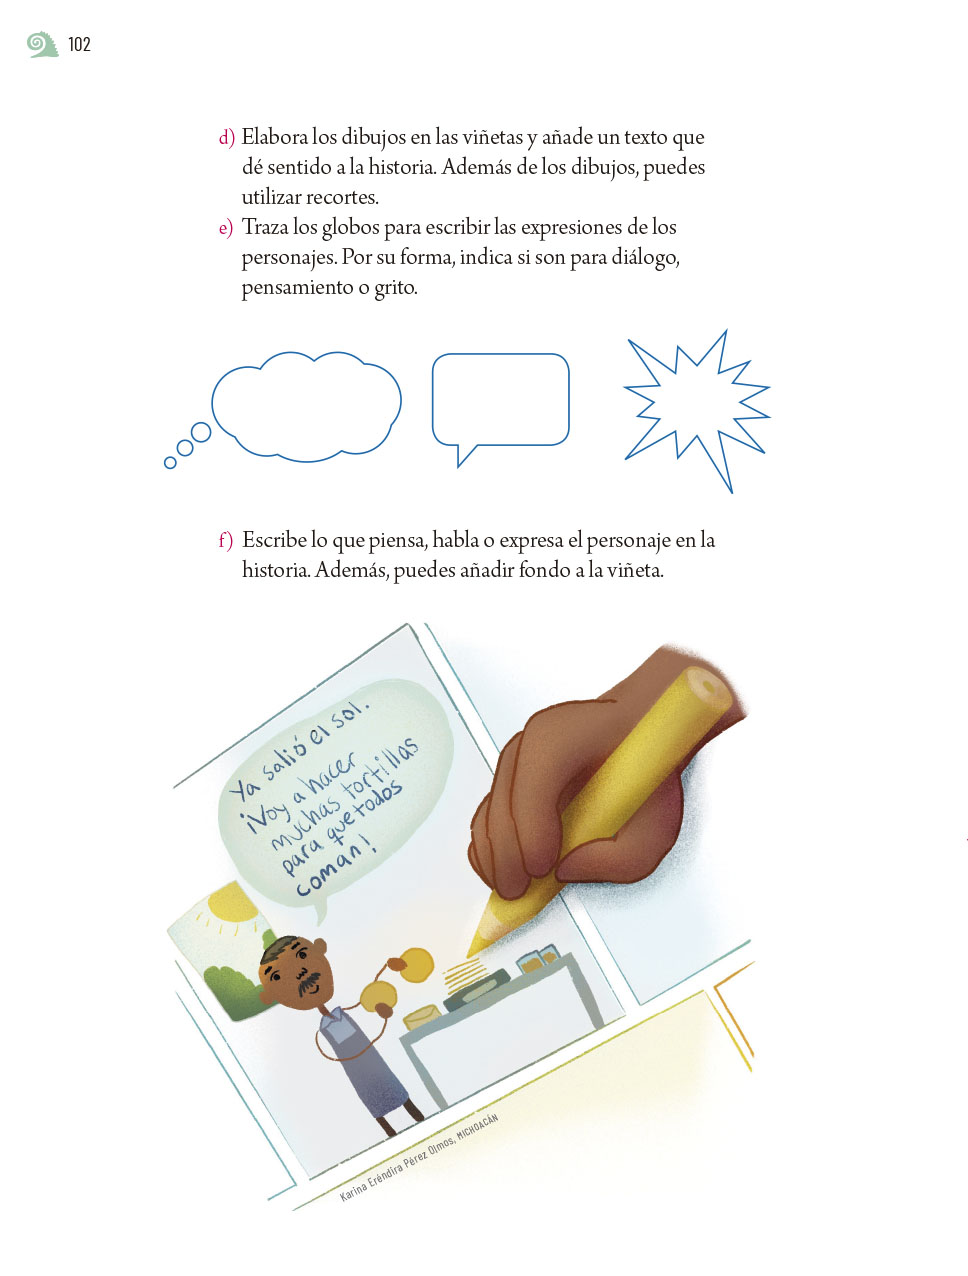 102
d) Elabora los dibujos en las viñetas y añade un texto que
dé sentido a la historia. Además de los dibujos, puedes
utilizar recortes.
e) Traza los globos para escribir las expresiones de los
personajes. Por su forma, indica si son para diálogo,
pensamiento o grito.
f) Escribe lo que piensa, habla o expresa el personaje en la
historia. Además, puedes añadir fondo a la viñeta.
Ya salió el sol.
¡Voy a hacer
muchas tortillas
para que todos
coman!
Karina Eréndira Pérez Olmos, MICHOACÁN